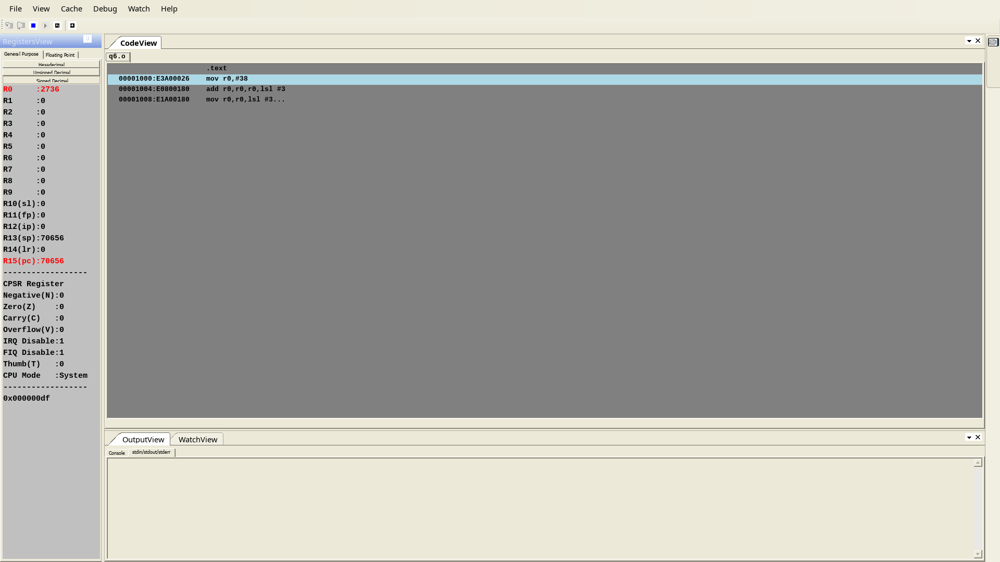 File View Cache Debug Watch Help
RegistersView
General Purpose Floating Point
Hexadecimal
Unsigned Decimal
Signed Decimal
R0     :2736
R1     :0
R2     :0
R3     :0
R4     :0
R5     :0
R6     :0
R7     :0
R8     :0
R9     :0
R10(sl):0
R11(fp):0
R12(ip):0
R13(sp):70656
R14(lr):0
R15(pc):70656
------------------
CPSR Register
Negative(N):0
Zero(Z)    :0
Carry(C)   :0
Overflow(V):0
IRQ Disable:1
FIQ Disable:1
Thumb(T)   :0
CPU Mode   :System
------------------
0x000000df
CodeView
q6.o
.text
00001000:E3A00026    mov r0,#38
00001004:E0800180    add r0,r0,r0,lsl #3
00001008:E1A00180    mov r0,r0,lsl #3...
OutputView WatchView
Console stdin/stdout/stderr